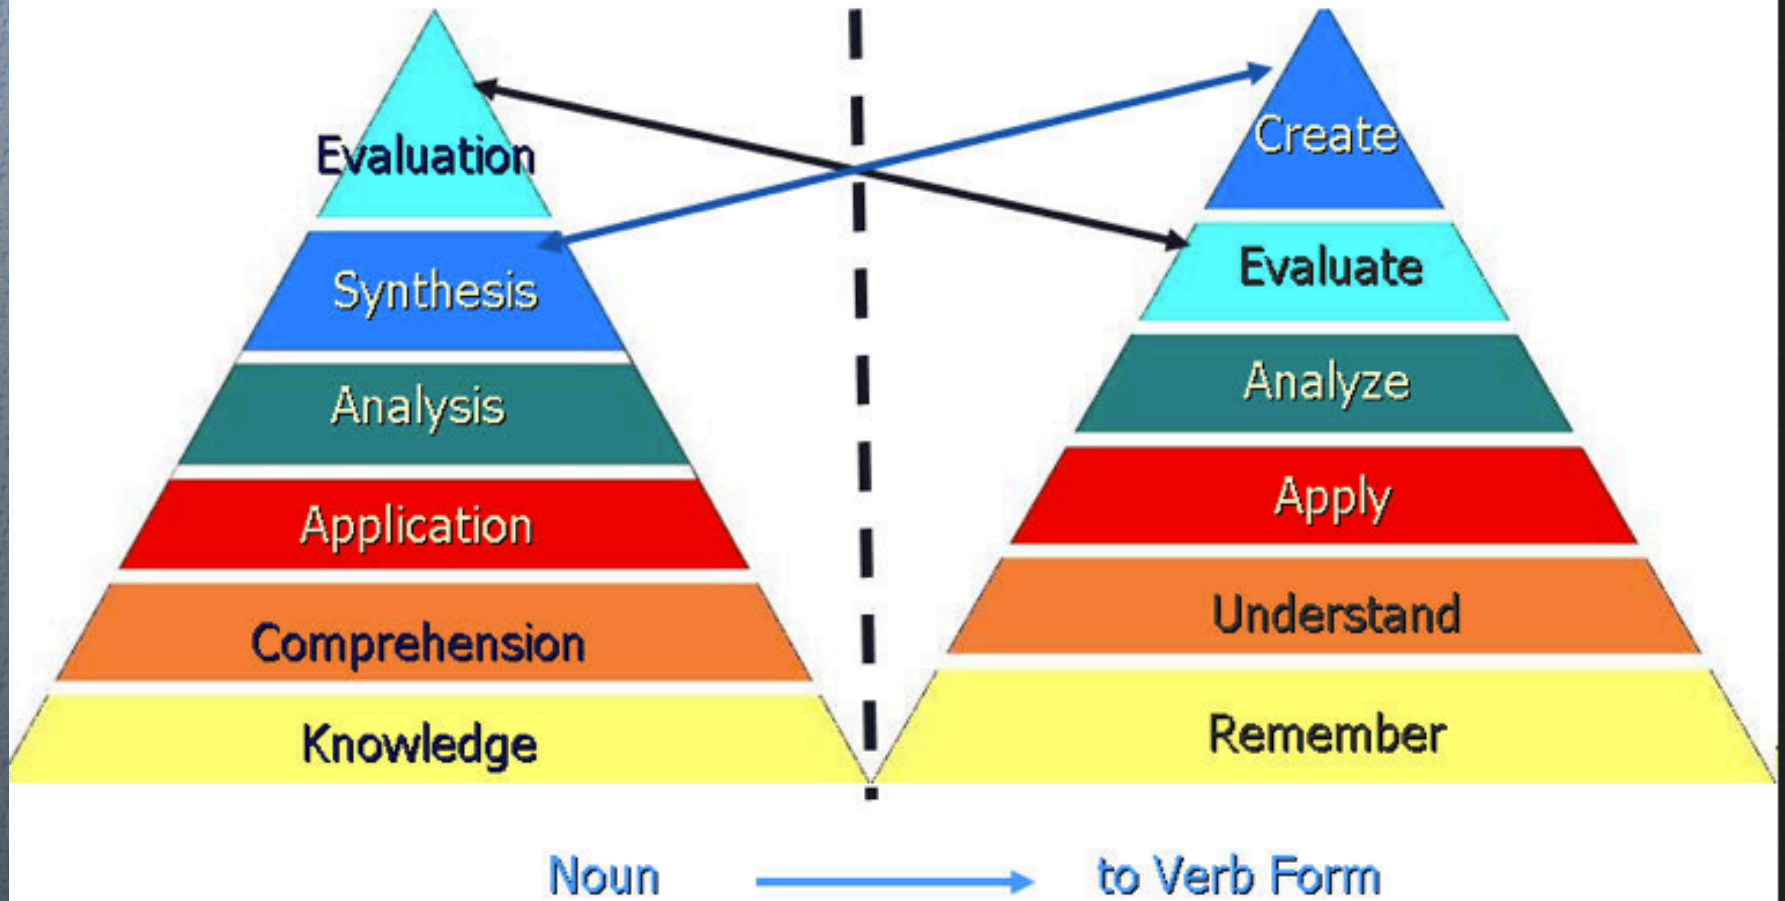 Evaluation
Synthesis
Analysis
Application
Comprehension
Knowledge
Create
Evaluate
Analyze
Apply
Understand
Remember
Noun to Verb Form